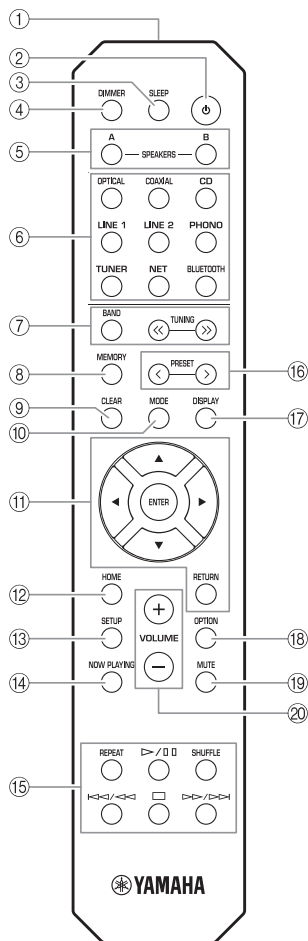 ①
②
③
DIMMER SLEEP
④
A B
⑤ SPEAKERS
OPTICAL COAXIAL CD
⑥ LINE 1 LINE 2 PHONO
TUNER NET BLUETOOTH
BAND TUNING
⑦
MEMORY PRESET ⑯
⑧
CLEAR MODE DISPLAY
⑨ ⑰
⑩
⑪ ENTER
HOME RETURN
⑫
SETUP OPTION
⑬ VOLUME ⑱
NOW PLAYING MUTE
⑭ ⑲
⑳
REPEAT SHUFFLE
⑮
YAMAHA